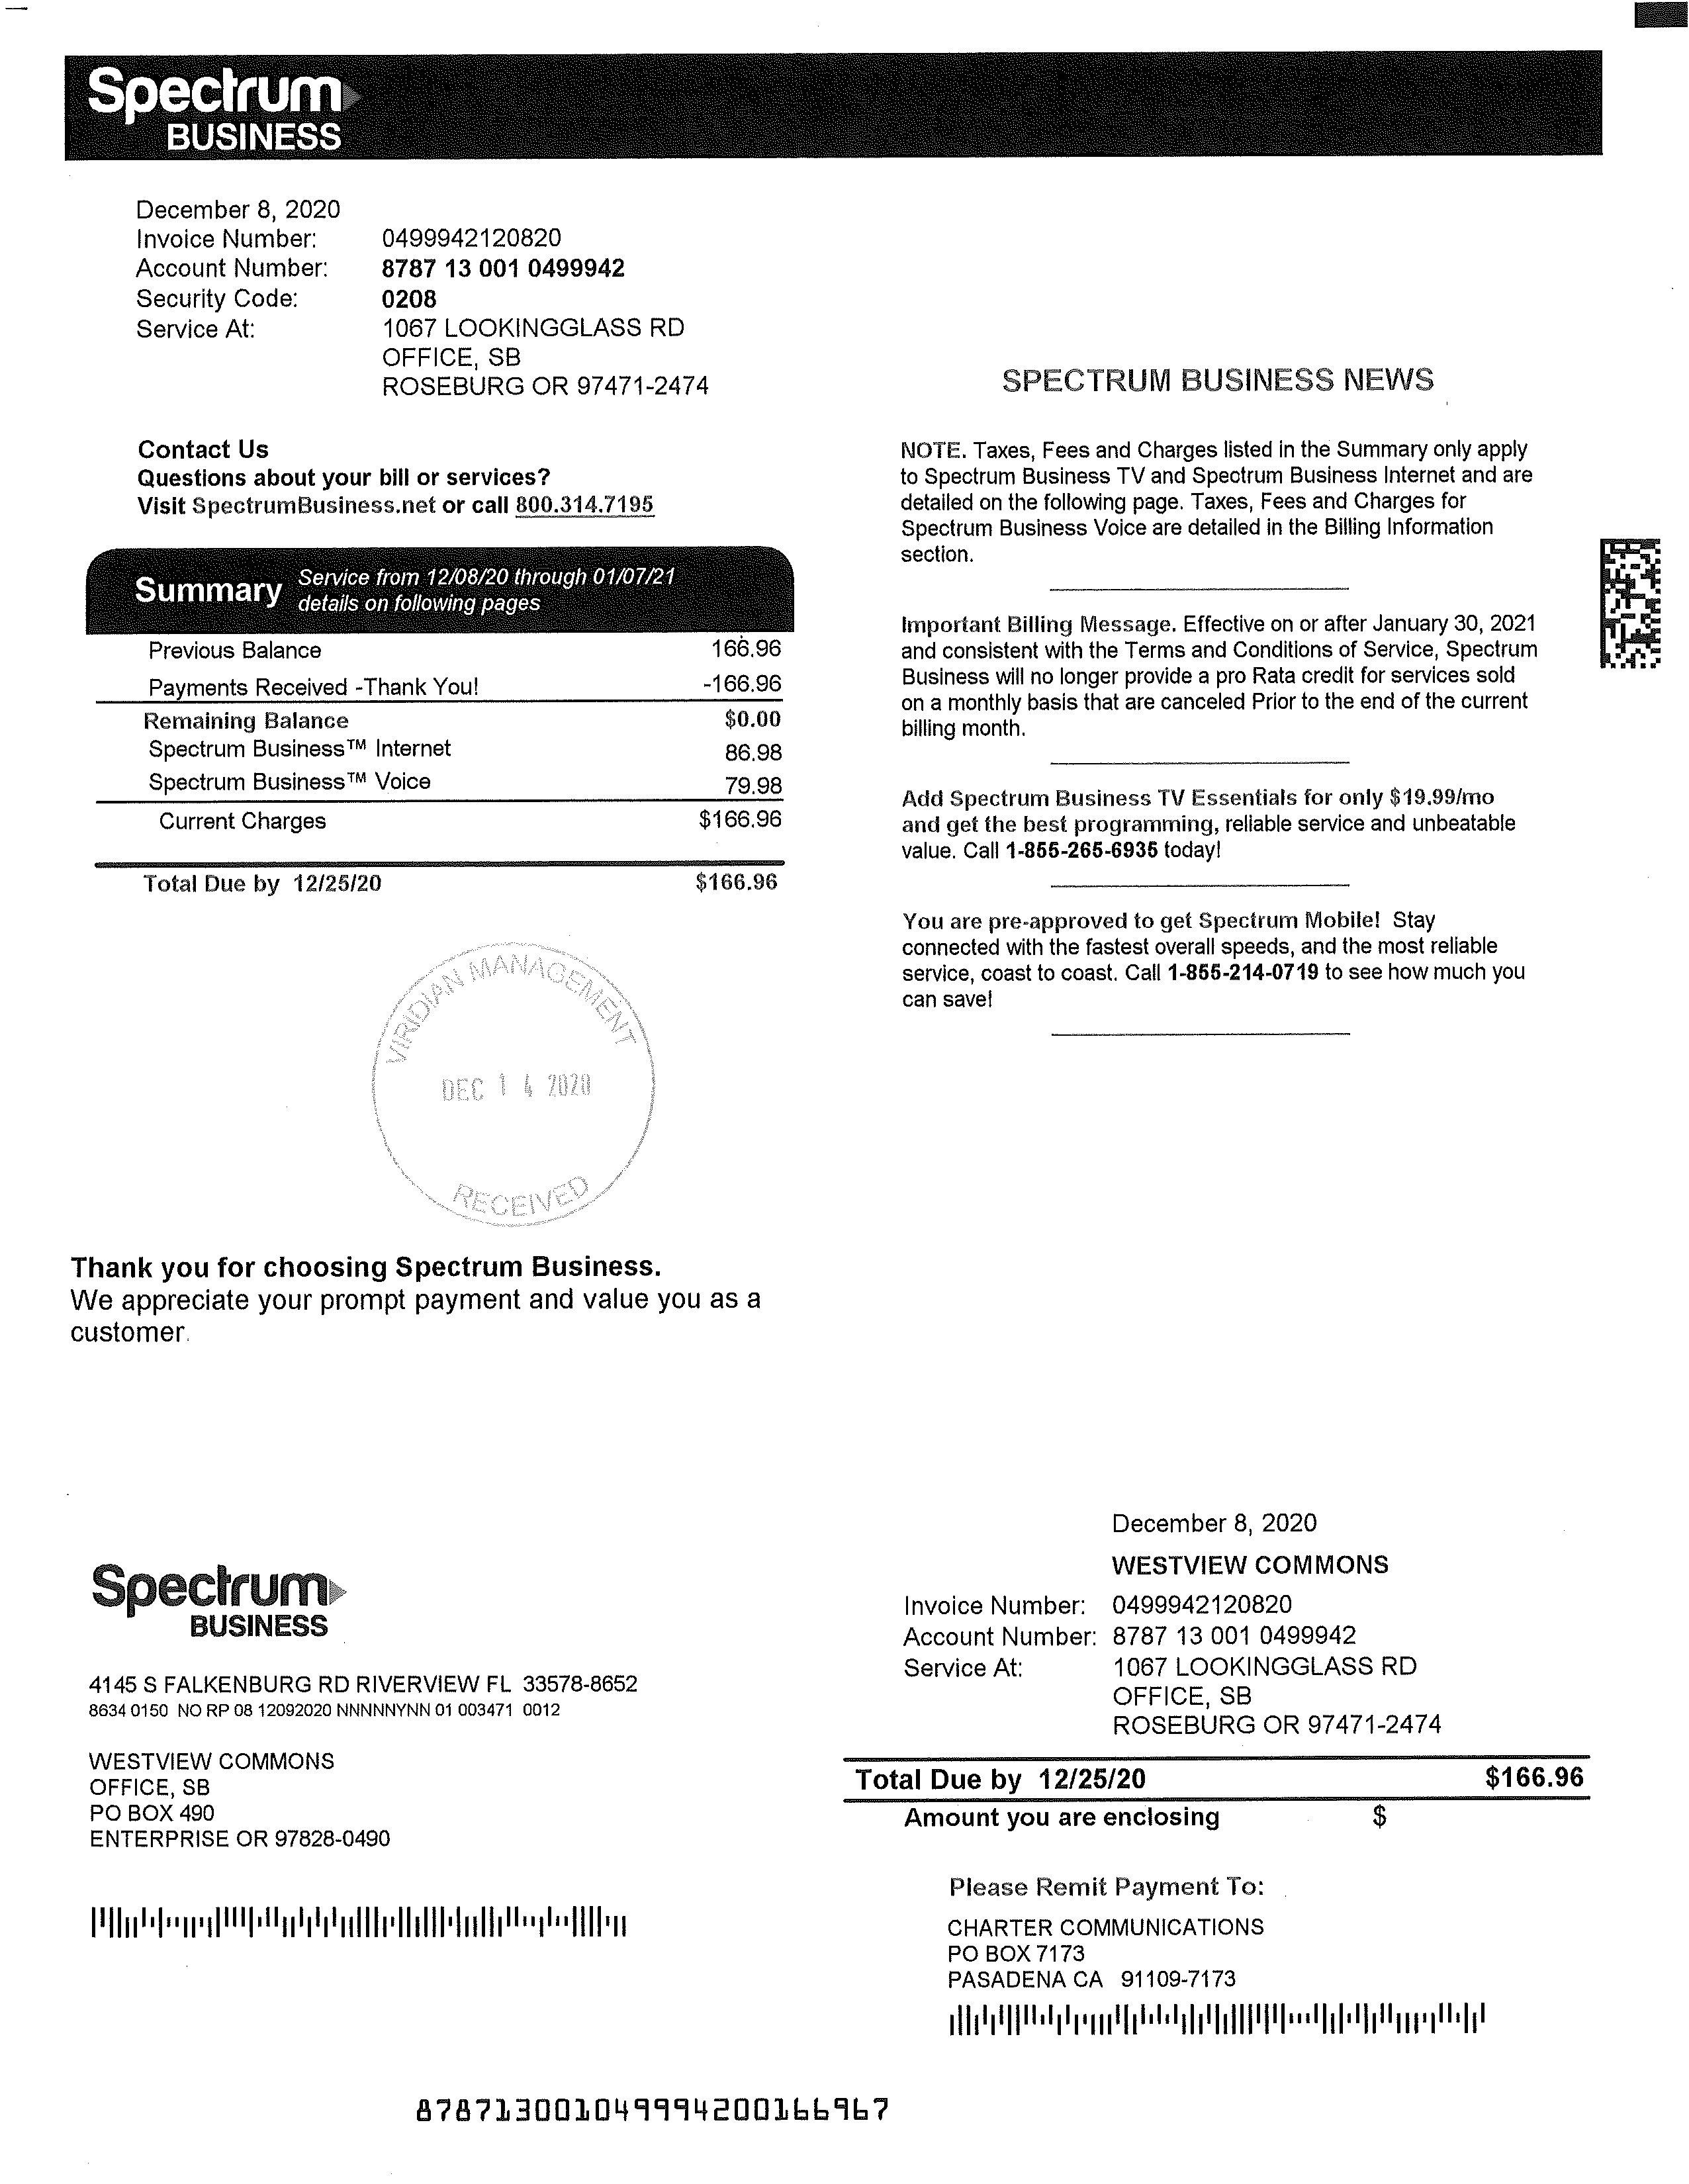 Spectrum
BUSINESS
December 8, 2020
Invoice Number: 0499942120820
Account Number: 8787 13 001 0499942
Security Code: 0208
Service At: 1067 LOOKINGGLASS RD
OFFICE, SB
ROSEBURG OR 97471-2474
Contact Us
Questions about your bill or services?
Visit SpectrumBusiness.net or call 800.314.7195
Summary Service from 12/08/20 through 01/07/21
details on following pages
Previous Balance 166.96
Payments Received -Thank You! -166.96
Remaining Balance $0.00
Spectrum Business™ Internet 86.98
Spectrum Business™ Voice 79.98
Current Charges $166.96
Total Due by 12/25/20 $166.96
VIRIDIAN MANAGEMENT
DEC 14 2020
RECEIVED
Thank you for choosing Spectrum Business.
We appreciate your prompt payment and value you as a
customer.
SPECTRUM BUSINESS NEWS
NOTE. Taxes, Fees and Charges listed in the Summary only apply
to Spectrum Business TV and Spectrum Business Internet and are
detailed on the following page. Taxes, Fees and Charges for
Spectrum Business Voice are detailed in the Billing Information
section.
Important Billing Message. Effective on or after January 30, 2021
and consistent with the Terms and Conditions of Service, Spectrum
Business will no longer provide a pro Rata credit for services sold
on a monthly basis that are canceled Prior to the end of the current
billing month.
Add Spectrum Business TV Essentials for only $19.99/mo
and get the best programming, reliable service and unbeatable
value. Call 1-855-265-6935 today!
You are pre-approved to get Spectrum Mobile! Stay
connected with the fastest overall speeds, and the most reliable
service, coast to coast. Call 1-855-214-0719 to see how much you
can save!
Spectrum
BUSINESS
4145 S FALKENBURG RD RIVERVIEW FL 33578-8652
8634 0150 NO RP 08 12092020 NNNNNYNN 01 003471 0012
WESTVIEW COMMONS
OFFICE, SB
PO BOX 490
ENTERPRISE OR 97828-0490
December 8, 2020
WESTVIEW COMMONS
Invoice Number: 0499942120820
Account Number: 8787 13 001 0499942
Service At: 1067 LOOKINGGLASS RD
OFFICE, SB
ROSEBURG OR 97471-2474
Total Due by 12/25/20 $166.96
Amount you are enclosing $
Please Remit Payment To:
CHARTER COMMUNICATIONS
PO BOX 7173
PASADENA CA 91109-7173
878713001049994200166967